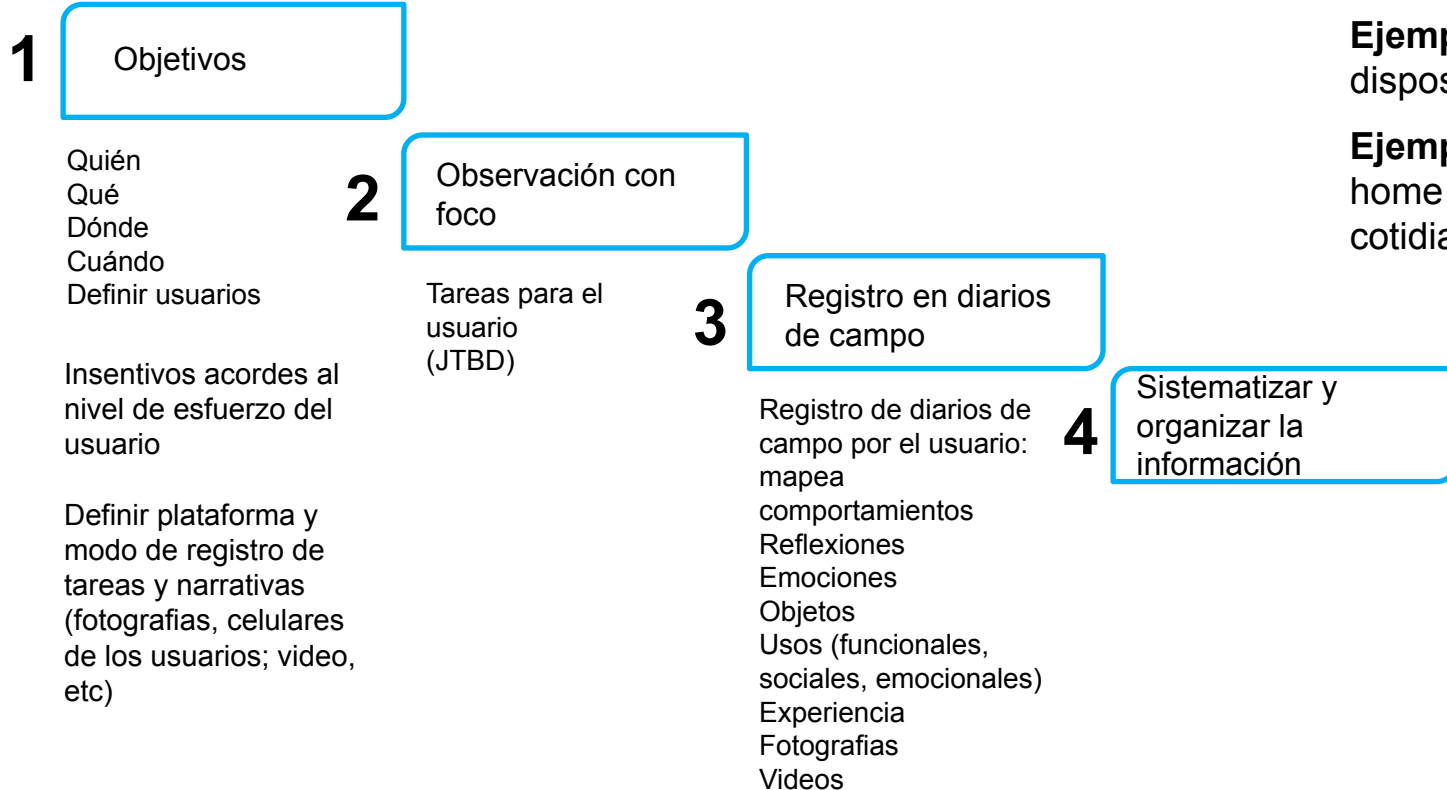 1
Objetivos
Quién
Qué
Dónde
Cuándo
Definir usuarios
Insentivos acordes al
nivel de esfuerzo del
usuario
Definir plataforma y
modo de registro de
tareas y narrativas
(fotografias, celulares
de los usuarios; video,
etc)
2
Observación con
foco
Tareas para el
usuario
(JTBD)
3
Registro en diarios
de campo
Registro de diarios de
campo por el usuario:
mapea
comportamientos
Reflexiones
Emociones
Objetos
Usos (funcionales,
sociales, emocionales)
Experiencia
Fotografias
Videos
4
Sistematizar y
organizar la
información
home